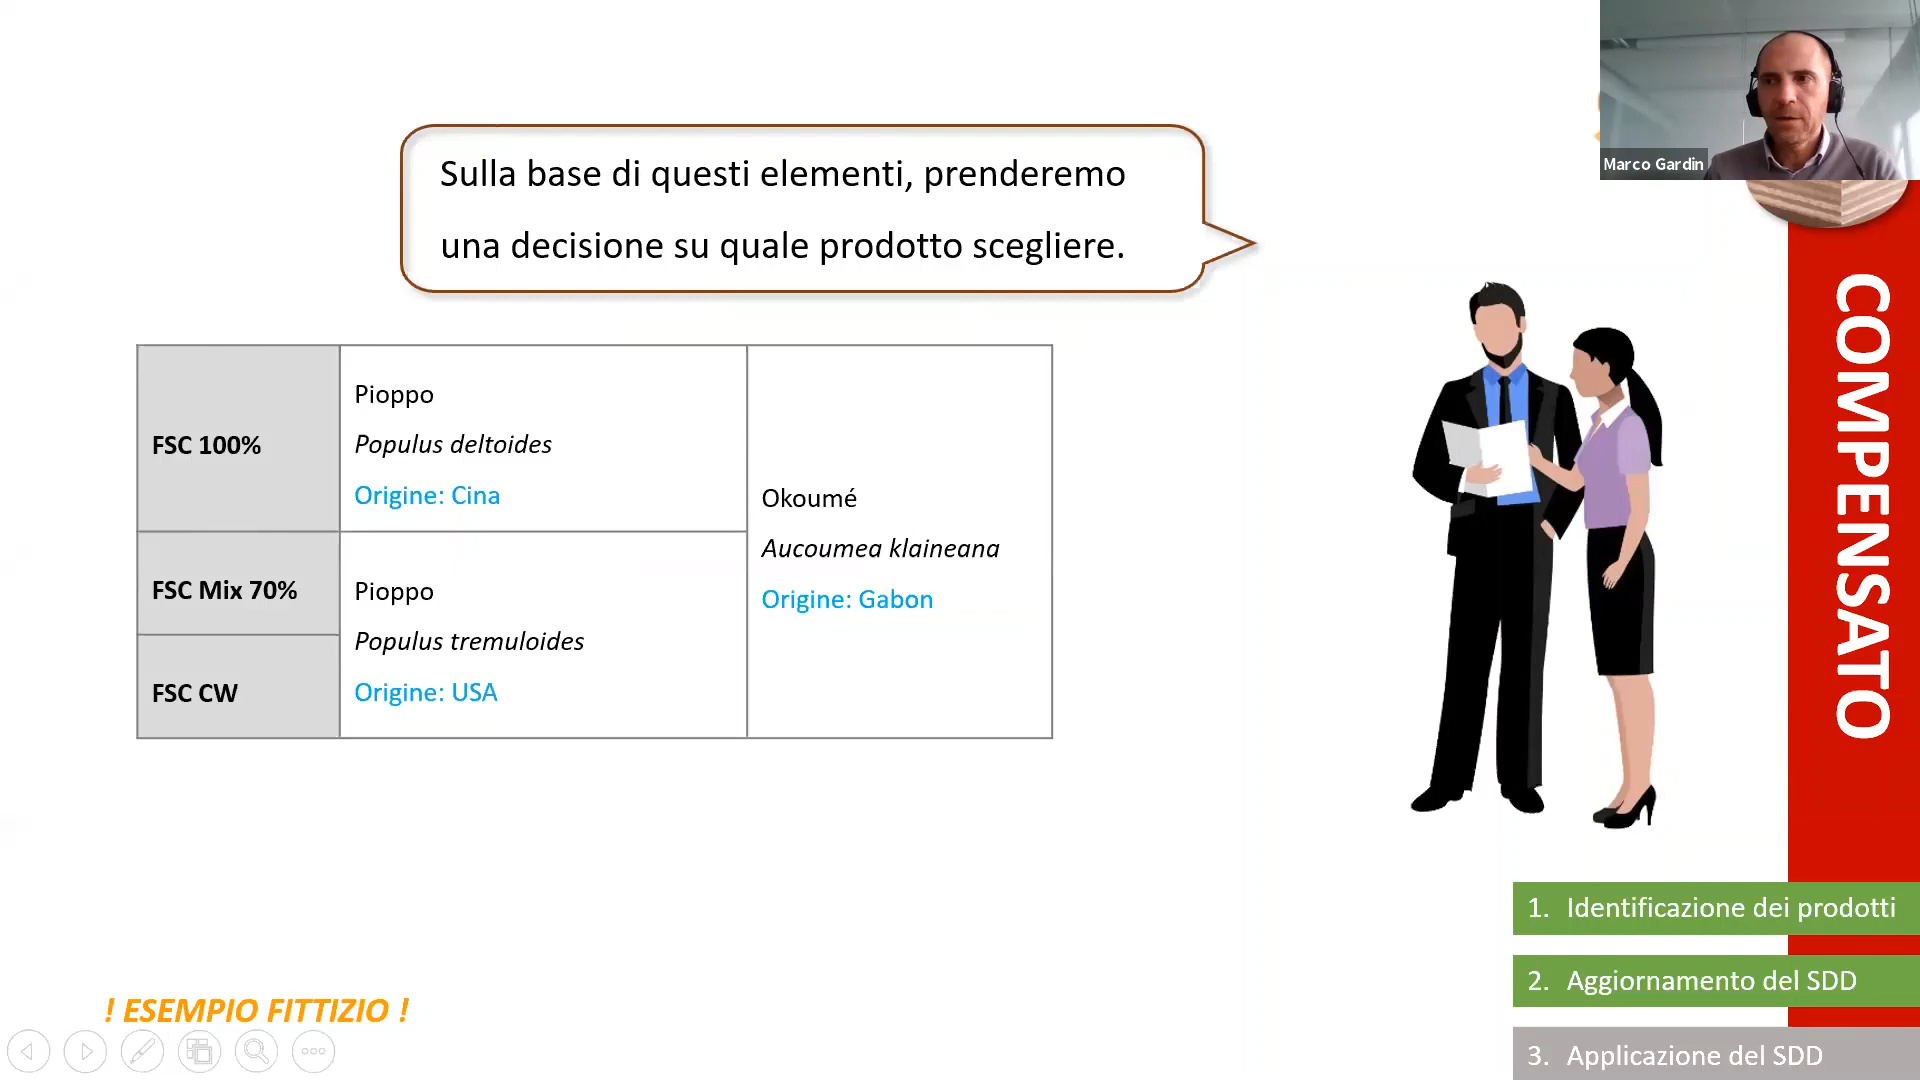 Marco Gardin
Sulla base di questi elementi, prenderemo
una decisione su quale prodotto scegliere.
FSC 100%
Pioppo
Populus deltoides
Origine: Cina
FSC Mix 70%
FSC CW
Pioppo
Populus tremuloides
Origine: USA
Okoumé
Aucoumea klaineana
Origine: Gabon
COMPENSATO
1. Identificazione dei prodotti
2. Aggiornamento del SDD
3. Applicazione del SDD
! ESEMPIO FITTIZIO !